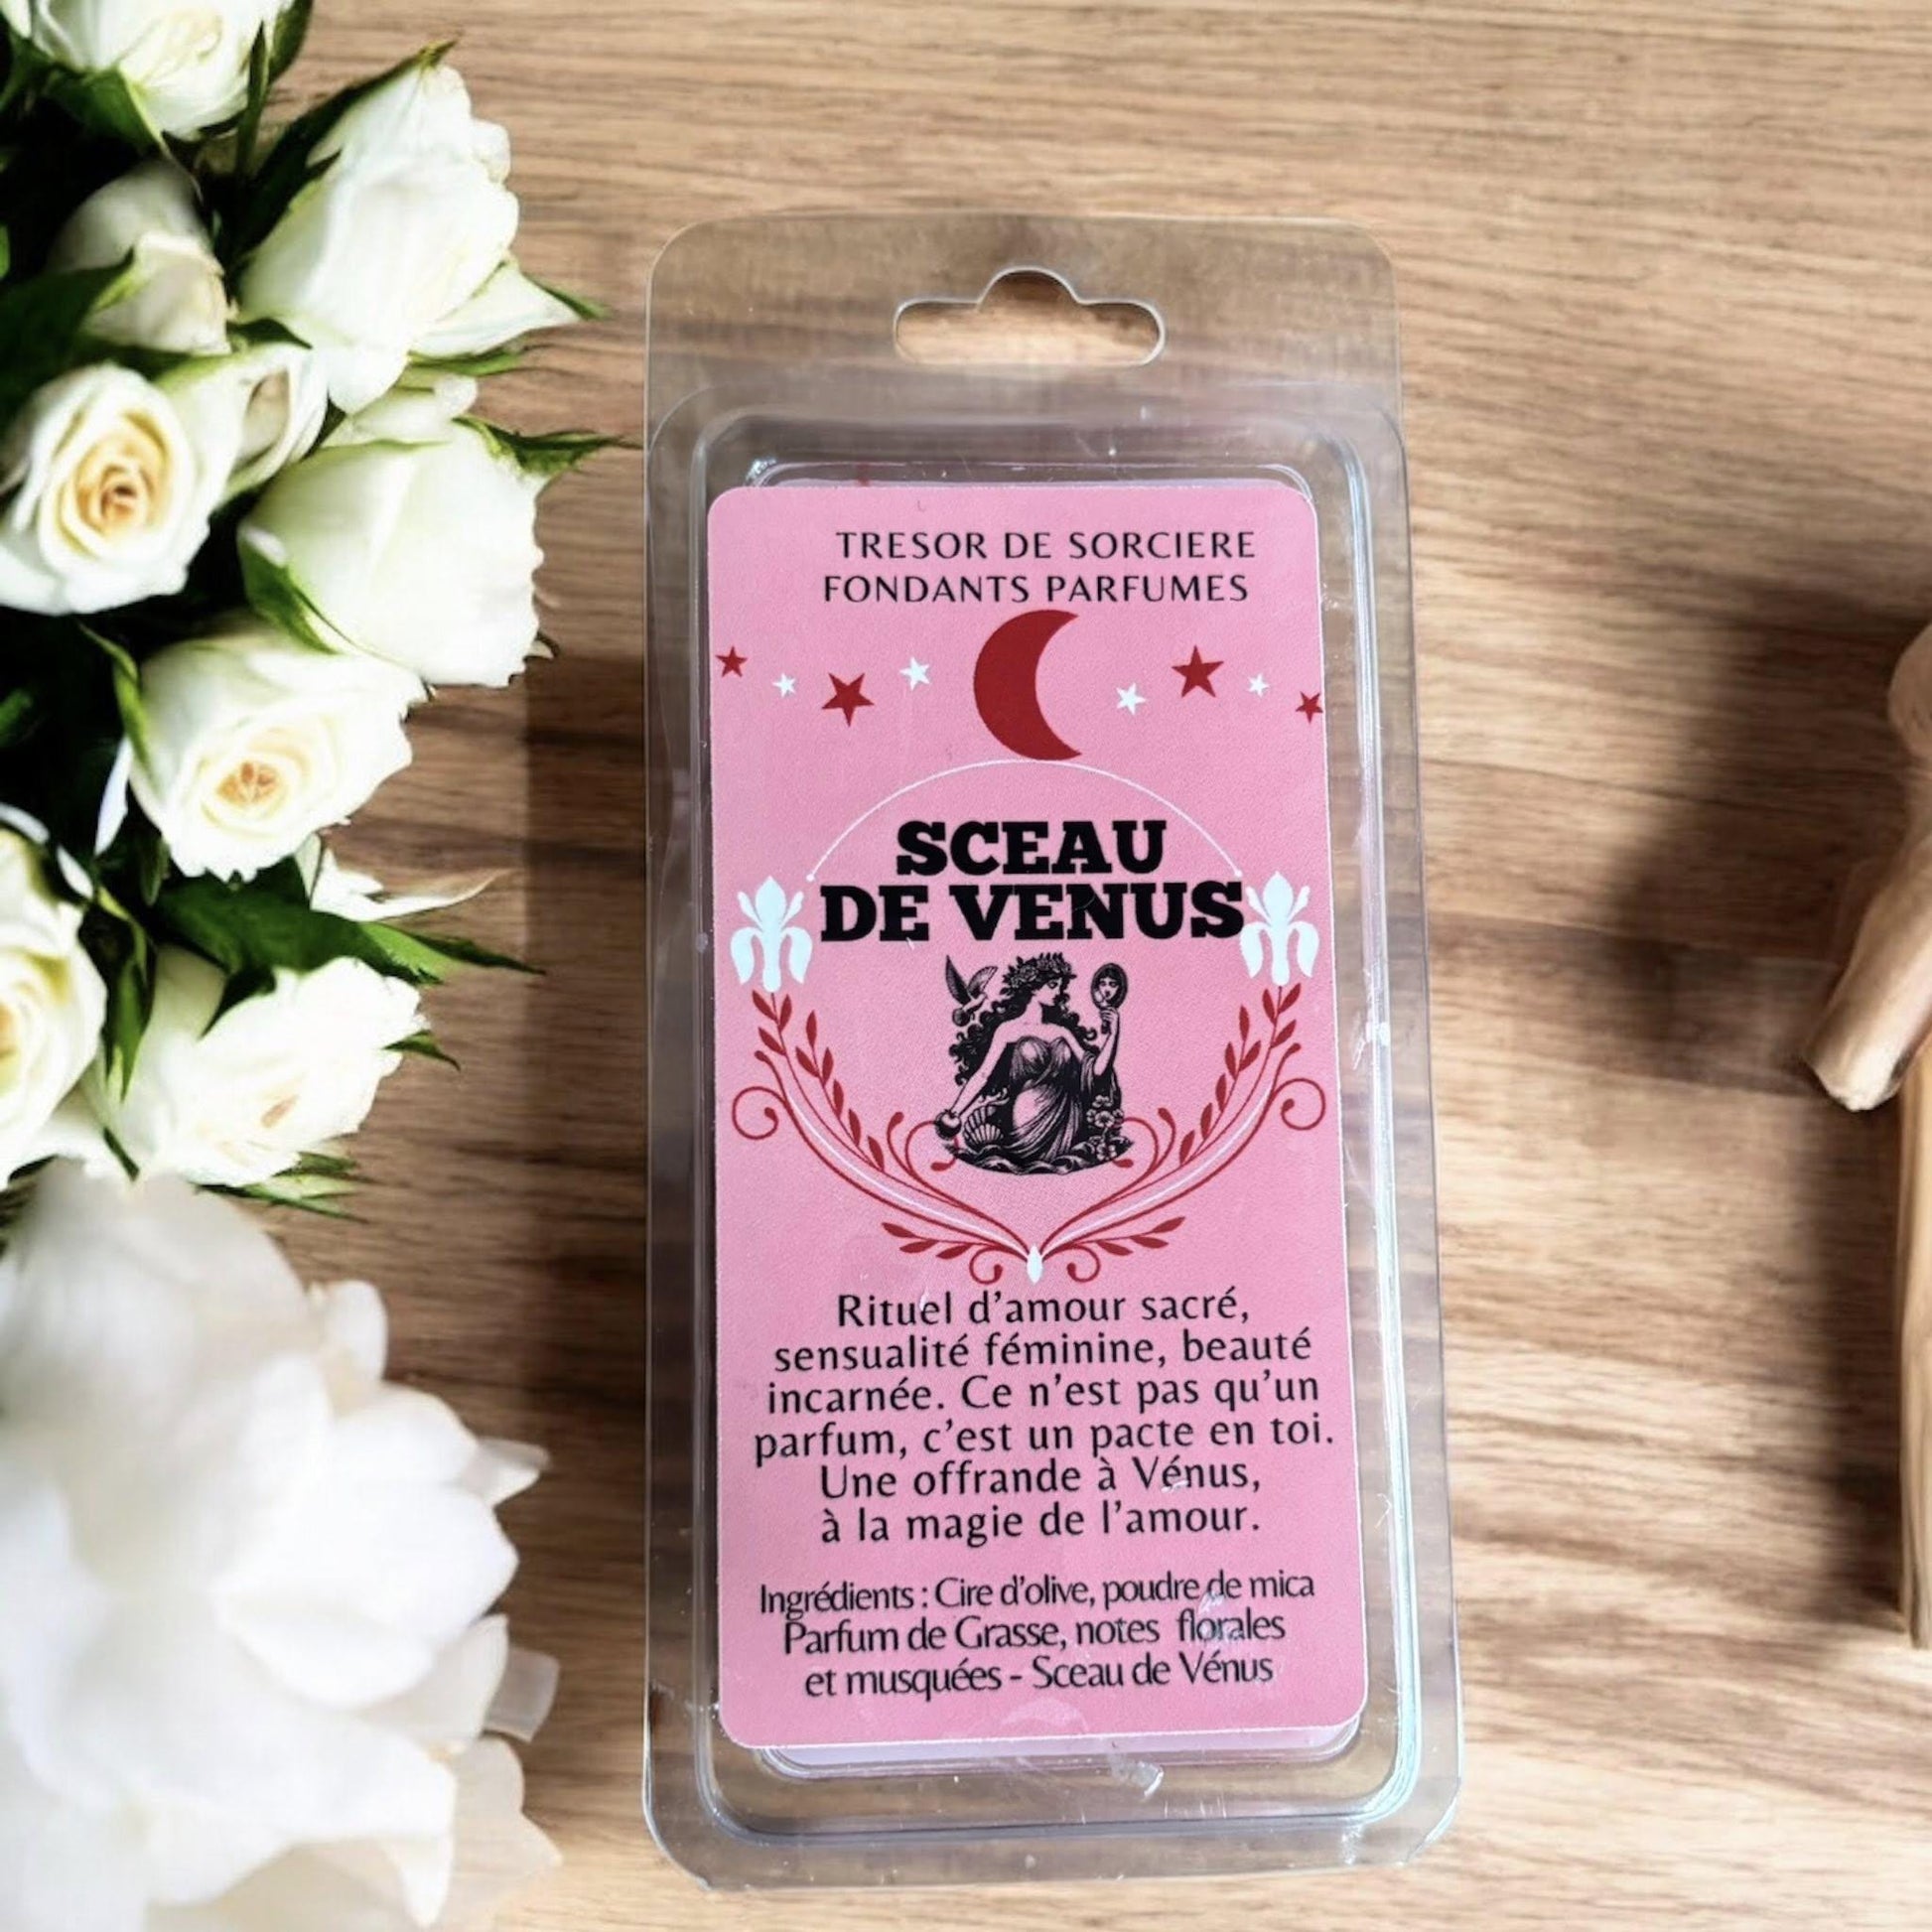 TRESOR DE SORCIERE
FONDANTS PARFUMES
SCEAU
DE VENUS
Rituel d'amour sacré,
sensualité féminine, beauté
incarnée. Ce n'est pas qu'un
parfum, c'est un pacte en toi.
Une offrande à Vénus,
à la magie de l'amour.
Ingrédients : Cire d'olive, poudre de mica
Parfum de Grasse, notes florales
et musquées - Sceau de Vénus